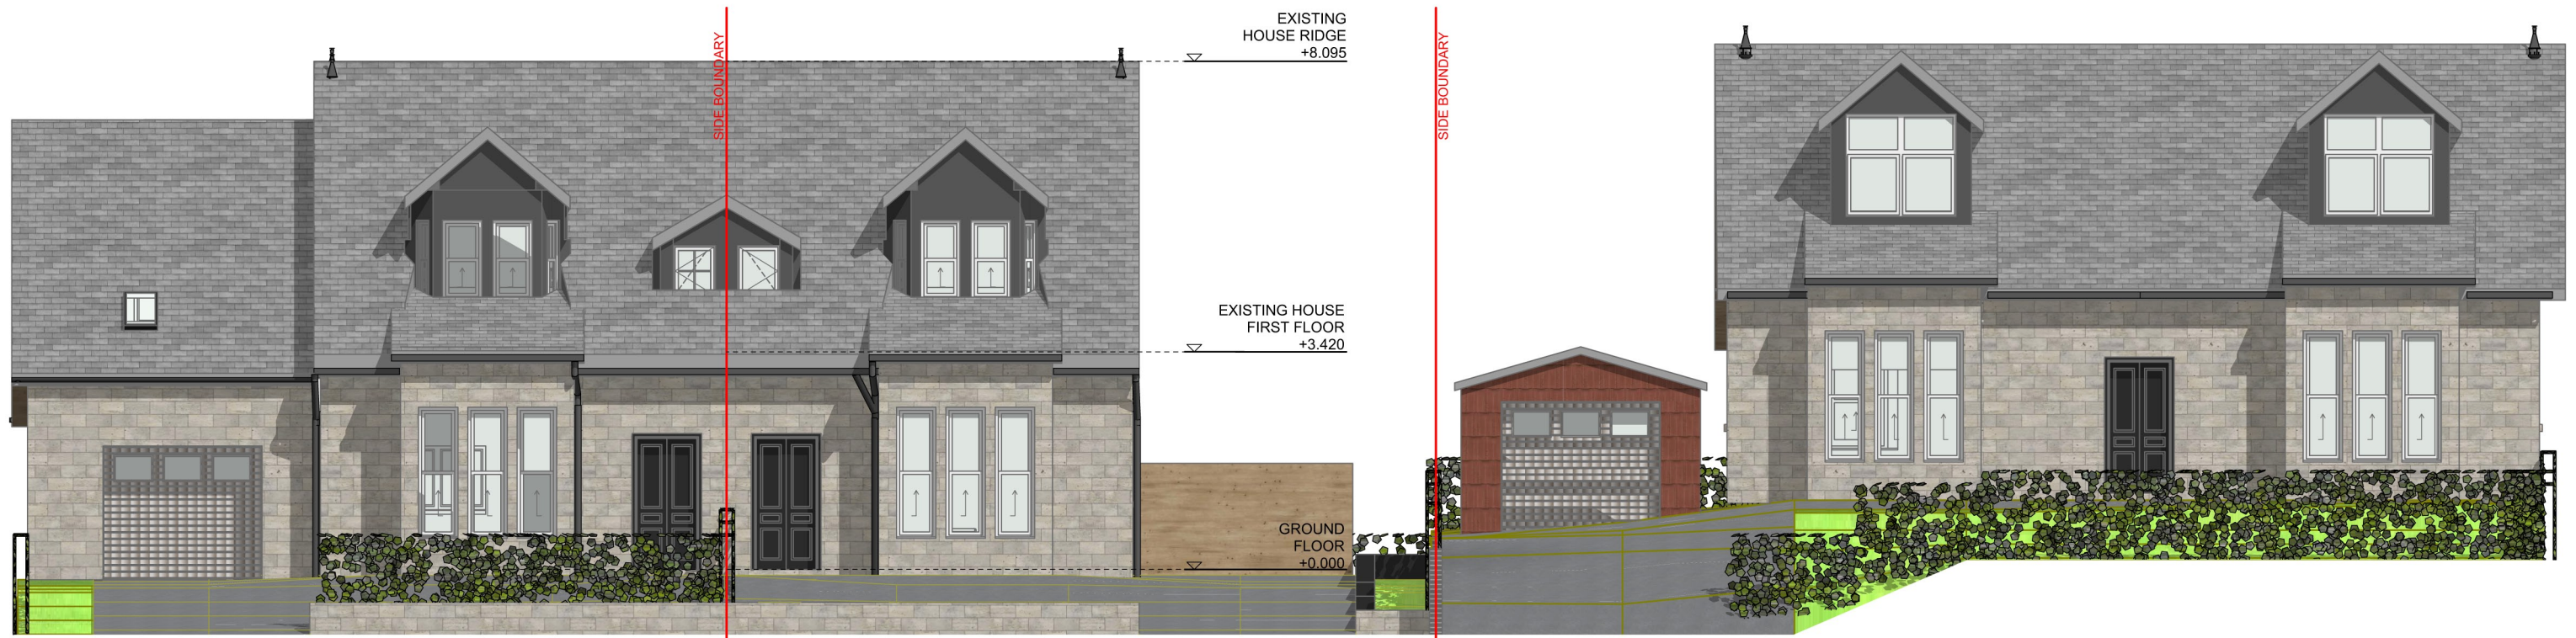 SIDE BOUNDARY
EXISTING
HOUSE RIDGE
+8.095
EXISTING HOUSE
FIRST FLOOR
+3.420
GROUND
FLOOR
+0.000
SIDE BOUNDARY